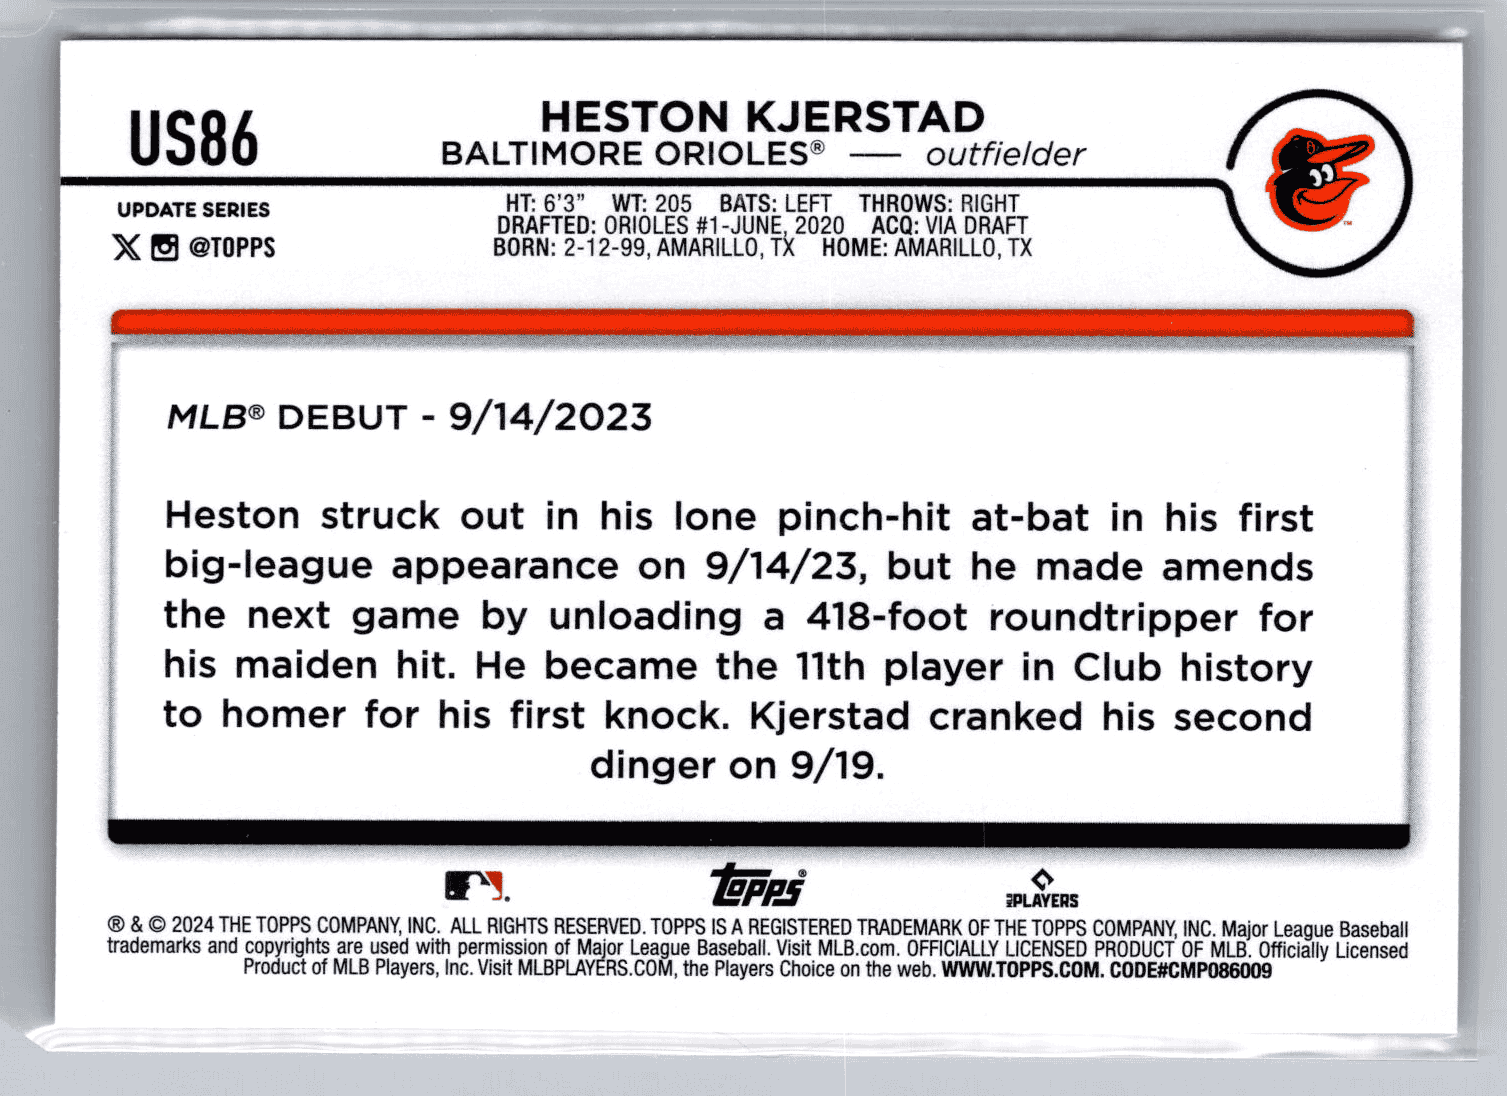 US86
HESTON KJERSTAD
BALTIMORE ORIOLES® — outfielder
UPDATE SERIES
@TOPPS
HT: 6'3" WT: 205 BATS: LEFT THROWS: RIGHT
DRAFTED: ORIOLES #1-JUNE, 2020 ACQ: VIA DRAFT
BORN: 2-12-99, AMARILLO, TX HOME: AMARILLO, TX
MLB® DEBUT - 9/14/2023
Heston struck out in his lone pinch-hit at-bat in his first
big-league appearance on 9/14/23, but he made amends
the next game by unloading a 418-foot roundtripper for
his maiden hit. He became the 11th player in Club history
to homer for his first knock. Kjerstad cranked his second
dinger on 9/19.
Topps®
MLB PLAYERS
® & © 2024 THE TOPPS COMPANY, INC. ALL RIGHTS RESERVED. TOPPS IS A REGISTERED TRADEMARK OF THE TOPPS COMPANY, INC. Major League Baseball
trademarks and copyrights are used with permission of Major League Baseball. Visit MLB.com. OFFICIALLY LICENSED PRODUCT OF MLB. Officially Licensed
Product of MLB Players, Inc. Visit MLBPLAYERS.COM, the Players Choice on the web. WWW.TOPPS.COM. CODE#CMP086009